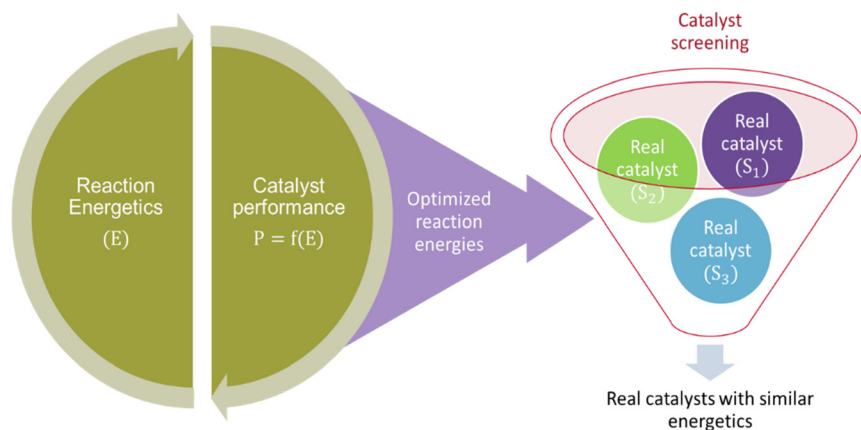 Reaction
Energetics
(E)
Catalyst
performance
P = f(E)
Optimized
reaction
energies
Catalyst
screening
Real
catalyst
(S₁)
Real
catalyst
(S₂)
Real
catalyst
(S₃)
Real catalysts with similar
energetics